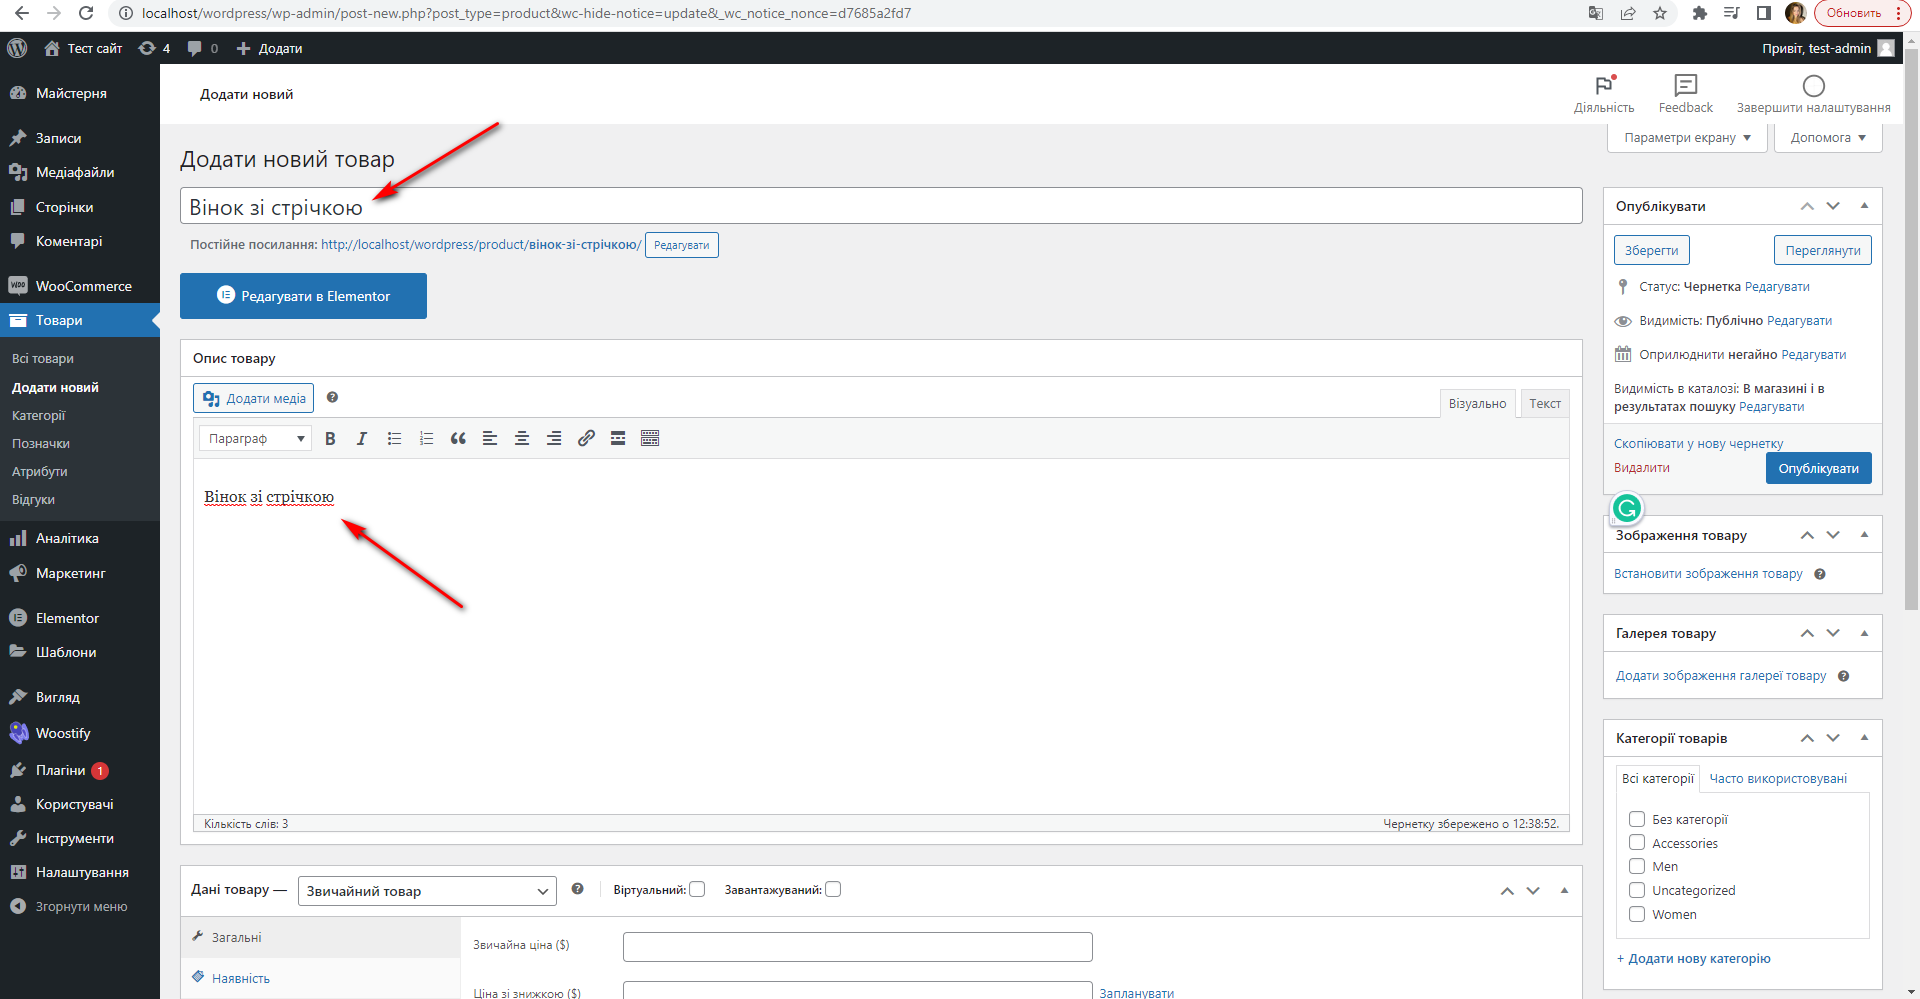 localhost/wordpress/wp-admin/post-new.php?post_type=product&wc-hide-notice=update&_wc_notice_nonce=d7685a2fd7
Обновить
Тест сайт
4
0
Додати
Привіт, test-admin
Майстерня
Записи
Медіафайли
Сторінки
Коментарі
WooCommerce
Товари
Всі товари
Додати новий
Категорії
Позначки
Атрибути
Відгуки
Аналітика
Маркетинг
Elementor
Шаблони
Вигляд
Woostify
Плагіни 1
Користувачі
Інструменти
Налаштування
Згорнути меню
Додати новий
Діяльність
Feedback
Завершити налаштування
Параметри екрану
Допомога
Додати новий товар
Вінок зі стрічкою
Постійне посилання: http://localhost/wordpress/product/вінок-зі-стрічкою/ Редагувати
Редагувати в Elementor
Опис товару
Додати медіа
Візуально
Текст
Параграф
Вінок зі стрічкою
Кількість слів: 3
Чернетку збережено о 12:38:52.
Дані товару — Звичайний товар
Віртуальний:
Завантажуваний:
Загальні
Наявність
Звичайна ціна ($)
Ціна зі знижкою ($)
Запланувати
Опублікувати
Зберегти
Переглянути
Статус: Чернетка Редагувати
Видимість: Публічно Редагувати
Оприлюднити негайно Редагувати
Видимість в каталозі: В магазині і в
результатах пошуку Редагувати
Скопіювати у нову чернетку
Видалити
Опублікувати
Зображення товару
Встановити зображення товару
Галерея товару
Додати зображення галереї товару
Категорії товарів
Всі категорії
Часто використовувані
Без категорії
Accessories
Men
Uncategorized
Women
+ Додати нову категорію